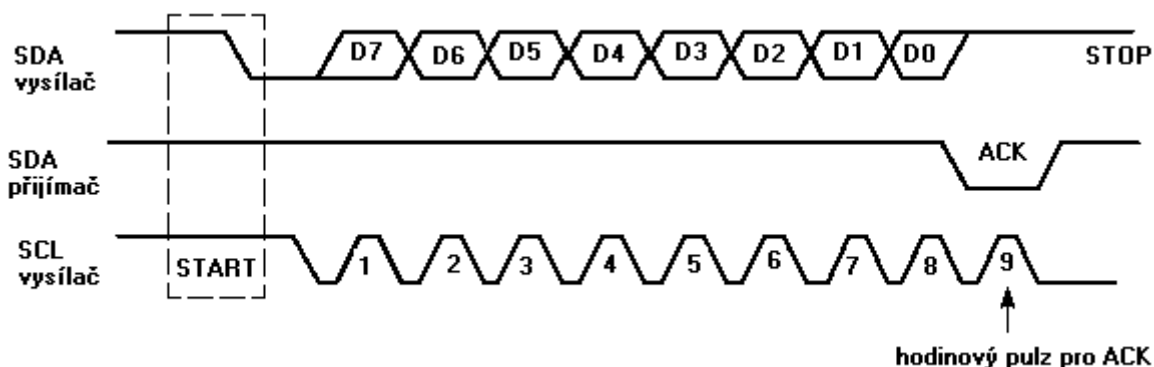 SDA
vysílač
D7 D6 D5 D4 D3 D2 D1 D0
STOP
SDA
přijímač
ACK
SCL
vysílač
START
1 2 3 4 5 6 7 8 9
hodinový pulz pro ACK